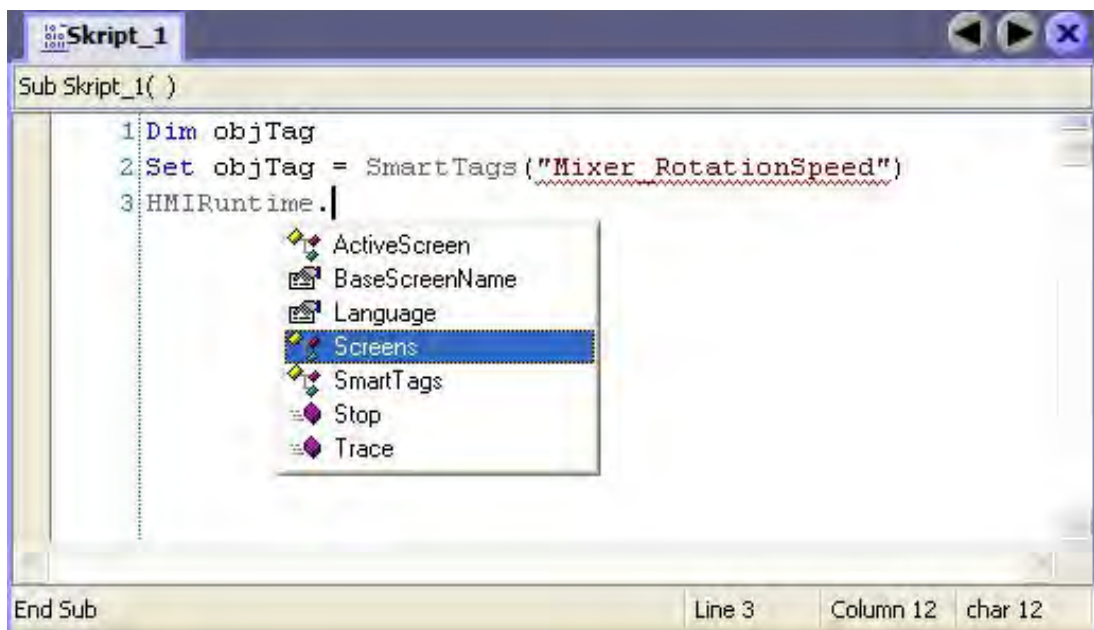 Skript_1
Sub Skript_1( )
1 Dim objTag
2 Set objTag = SmartTags("Mixer_RotationSpeed")
3 HMIRuntime.
ActiveScreen
BaseScreenName
Language
Screens
SmartTags
Stop
Trace
End Sub Line 3 Column 12 char 12